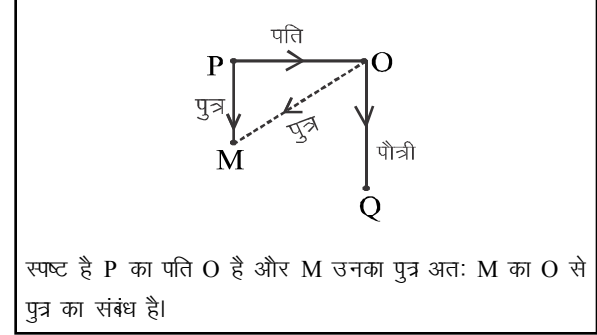 पति
P O
पुत्र
पुत्र
M
पौत्री
Q
स्पष्ट है P का पति O है और M उनका पुत्र अत: M का O से
पुत्र का संबंध है।